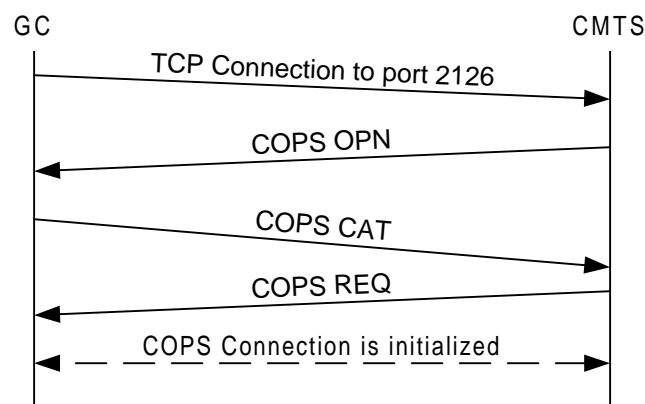 GC
CMTS
TCP Connection to port 2126
COPS OPN
COPS CAT
COPS REQ
COPS Connection is initialized